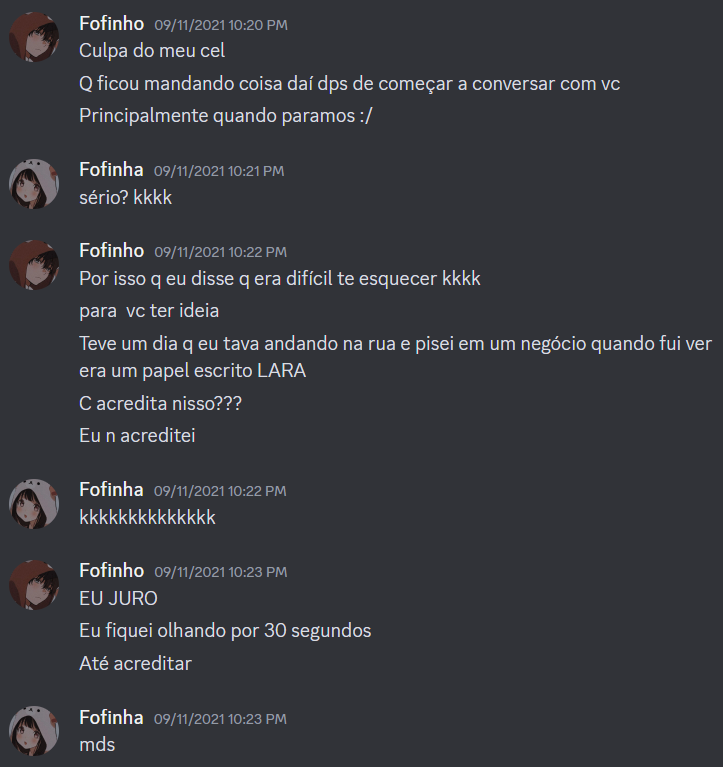 Fofinho 09/11/2021 10:20 PM
Culpa do meu cel
Q ficou mandando coisa daí dps de começar a conversar com vc
Principalmente quando paramos :/
Fofinha 09/11/2021 10:21 PM
sério? kkkk
Fofinho 09/11/2021 10:22 PM
Por isso q eu disse q era difícil te esquecer kkkk
para  vc ter ideia
Teve um dia q eu tava andando na rua e pisei em um negócio quando fui ver
era um papel escrito LARA
C acredita nisso???
Eu n acreditei
Fofinha 09/11/2021 10:22 PM
kkkkkkkkkkkkkk
Fofinho 09/11/2021 10:23 PM
EU JURO
Eu fiquei olhando por 30 segundos
Até acreditar
Fofinha 09/11/2021 10:23 PM
mds